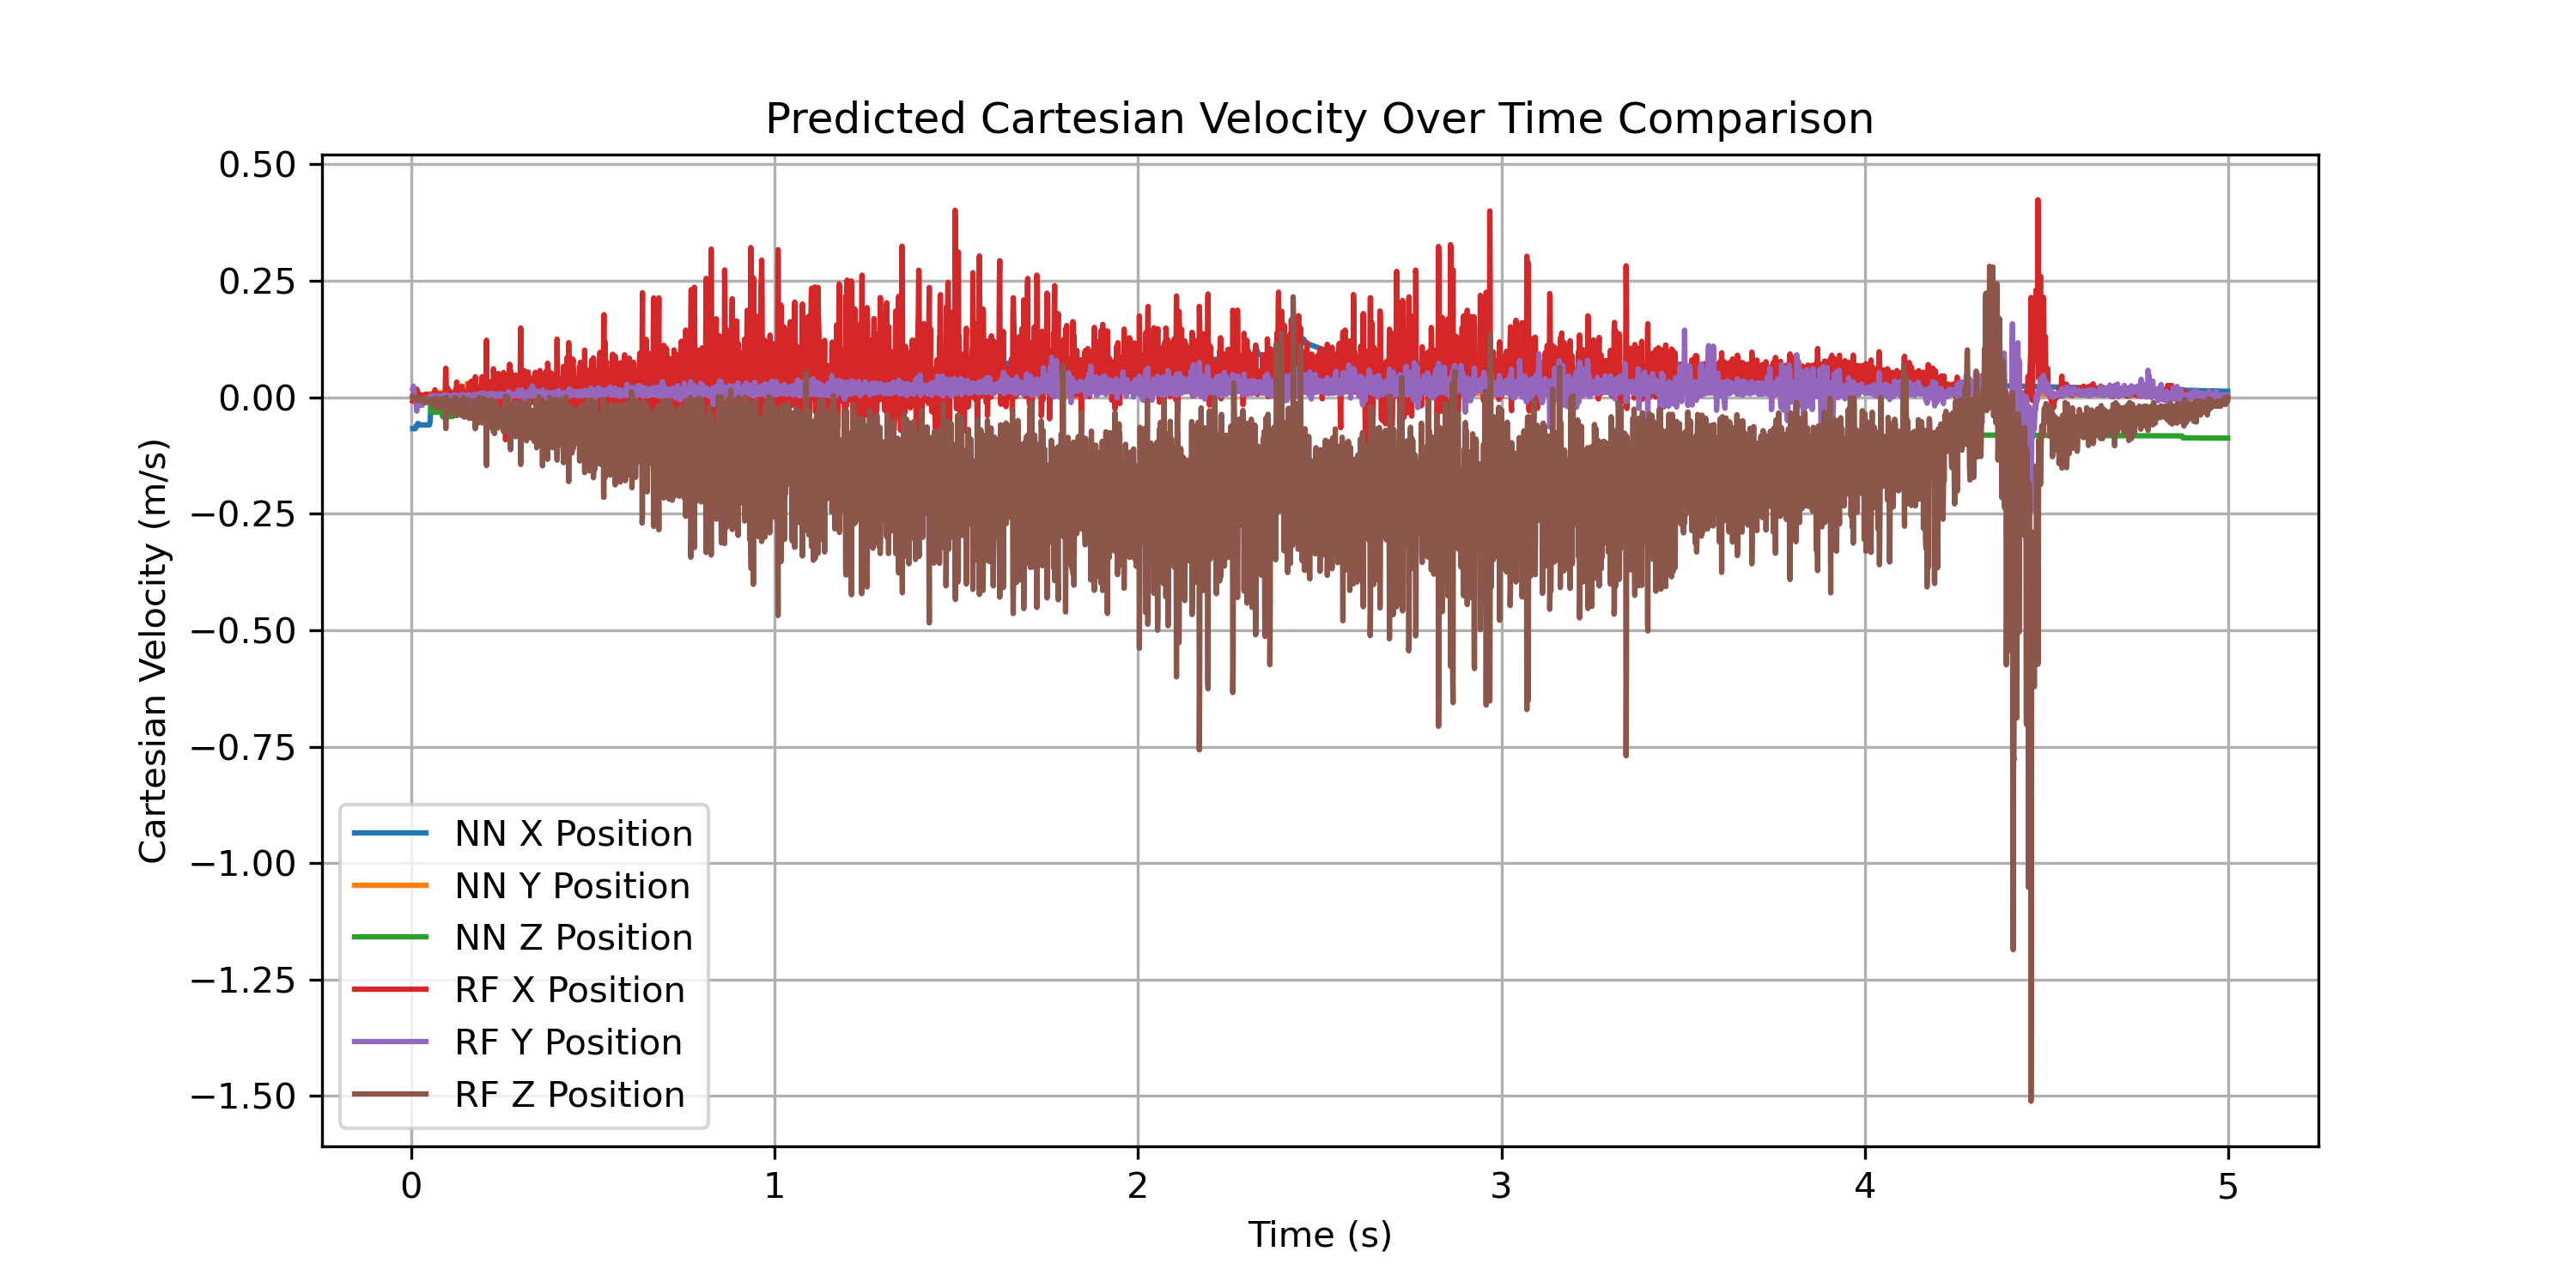 Predicted Cartesian Velocity Over Time Comparison
0.50
0.25
0.00
−0.25
−0.50
−0.75
−1.00
−1.25
−1.50
Cartesian Velocity (m/s)
NN X Position
NN Y Position
NN Z Position
RF X Position
RF Y Position
RF Z Position
0 1 2 3 4 5
Time (s)